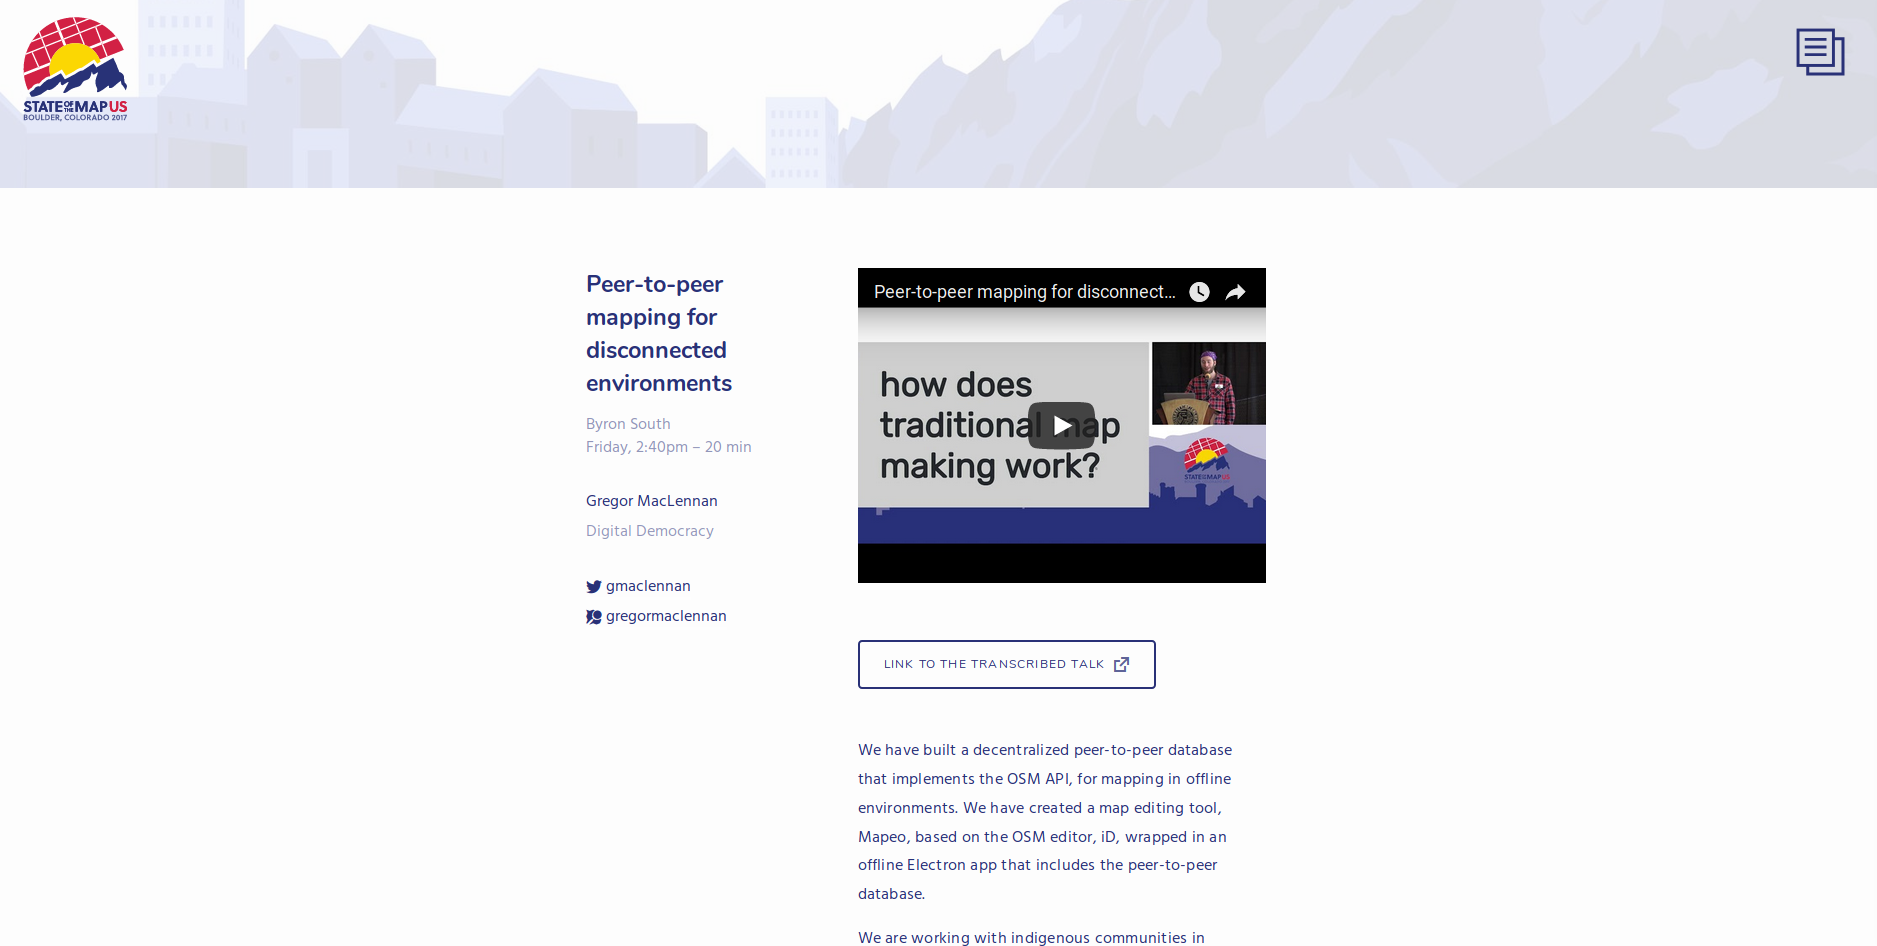 STATE OF THE MAP US
BOULDER, COLORADO 2017
Peer-to-peer
mapping for
disconnected
environments
Byron South
Friday, 2:40pm – 20 min
Gregor MacLennan
Digital Democracy
gmaclennan
gregormaclennan
Peer-to-peer mapping for disconnect...
how does
traditional map
making work?
STATE OF THE MAP US
LINK TO THE TRANSCRIBED TALK
We have built a decentralized peer-to-peer database
that implements the OSM API, for mapping in offline
environments. We have created a map editing tool,
Mapeo, based on the OSM editor, iD, wrapped in an
offline Electron app that includes the peer-to-peer
database.
We are working with indigenous communities in